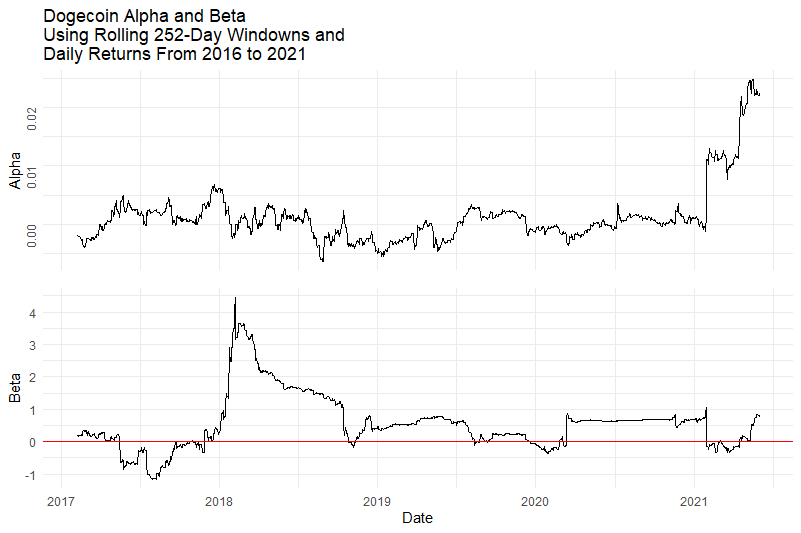 Dogecoin Alpha and Beta
Using Rolling 252-Day Windowns and
Daily Returns From 2016 to 2021
Alpha
0.02
0.01
0.00
Beta
4
3
2
1
0
-1
2017 2018 2019 2020 2021
Date